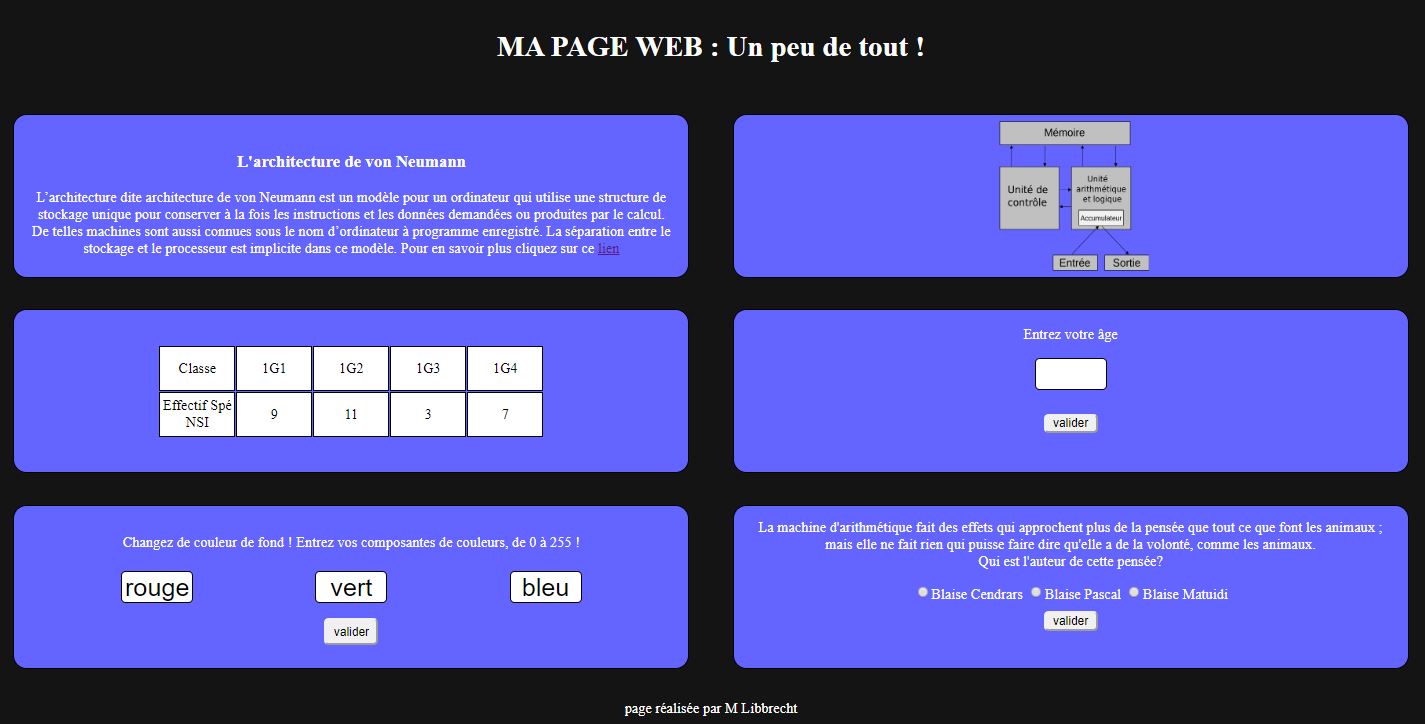 MA PAGE WEB : Un peu de tout !
L'architecture de von Neumann
L’architecture dite architecture de von Neumann est un modèle pour un ordinateur qui utilise une structure de
stockage unique pour conserver à la fois les instructions et les données demandées ou produites par le calcul.
De telles machines sont aussi connues sous le nom d’ordinateur à programme enregistré. La séparation entre le
stockage et le processeur est implicite dans ce modèle. Pour en savoir plus cliquez sur ce lien
Mémoire
Unité de
contrôle
Unité
arithmétique
et logique
Accumulateur
Entrée
Sortie
Classe 1G1 1G2 1G3 1G4
Effectif Spé
NSI
9 11 3 7
Entrez votre âge
valider
Changez de couleur de fond ! Entrez vos composantes de couleurs, de 0 à 255 !
rouge vert bleu
valider
La machine d'arithmétique fait des effets qui approchent plus de la pensée que tout ce que font les animaux ;
mais elle ne fait rien qui puisse faire dire qu'elle a de la volonté, comme les animaux.
Qui est l'auteur de cette pensée?
Blaise Cendrars Blaise Pascal Blaise Matuidi
valider
page réalisée par M Libbrecht